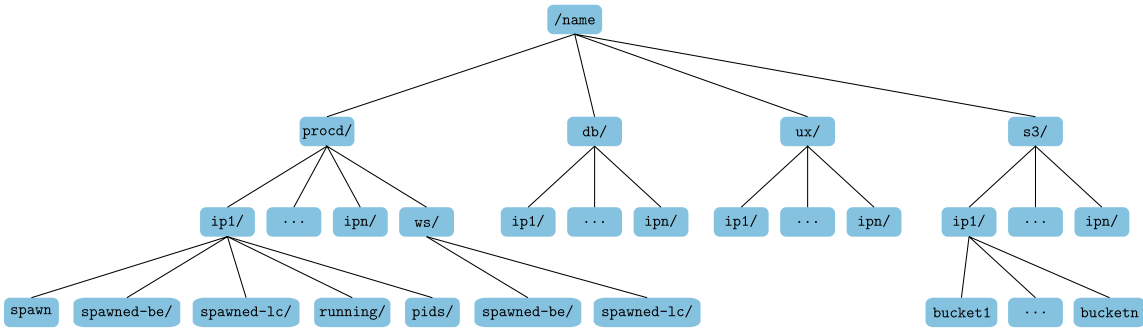 /name
procd/ db/ ux/ s3/
ip1/ ··· ipn/ ws/ ip1/ ··· ipn/ ip1/ ··· ipn/ ip1/ ··· ipn/
spawn spawned-be/ spawned-lc/ running/ pids/ spawned-be/ spawned-lc/ bucket1 ··· bucketn